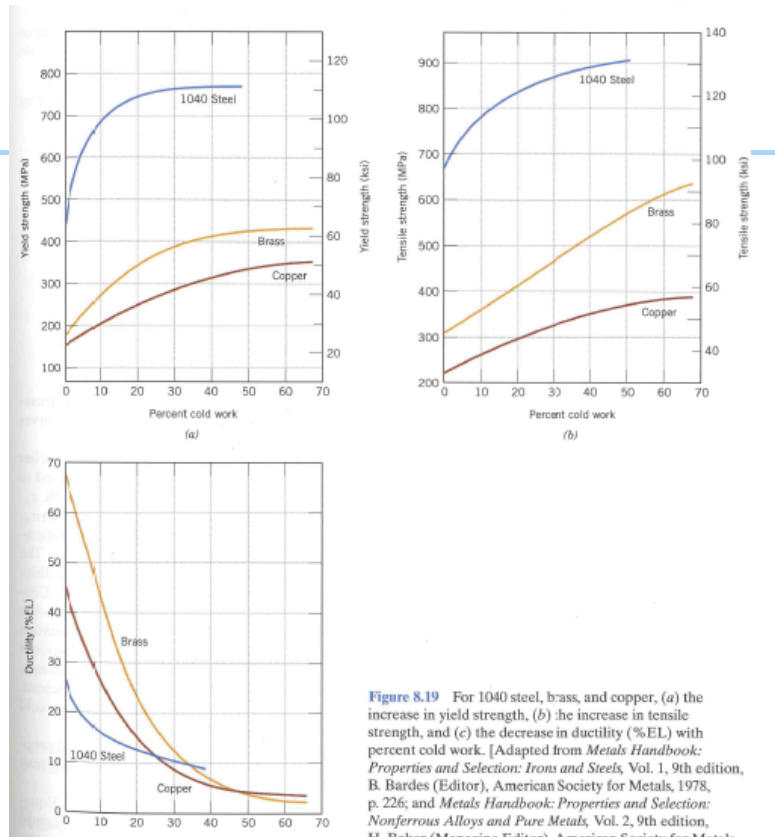 800
700
600
500
400
300
200
100
Yield strength (MPa)
120
100
80
60
40
20
Yield strength (ksi)
1040 Steel
Brass
Copper
0 10 20 30 40 50 60 70
Percent cold work
(a)
900
800
700
600
500
400
300
200
Tensile strength (MPa)
140
120
100
80
60
40
Tensile strength (ksi)
1040 Steel
Brass
Copper
0 10 20 30 40 50 60 70
Percent cold work
(b)
70
60
50
40
30
20
10
0
Ductility (%EL)
Brass
1040 Steel
Copper
0 10 20 30 40 50 60 70
Figure 8.19 For 1040 steel, brass, and copper, (a) the
increase in yield strength, (b) the increase in tensile
strength, and (c) the decrease in ductility (%EL) with
percent cold work. [Adapted from Metals Handbook:
Properties and Selection: Irons and Steels, Vol. 1, 9th edition,
B. Bardes (Editor), American Society for Metals, 1978,
p. 226; and Metals Handbook: Properties and Selection:
Nonferrous Alloys and Pure Metals, Vol. 2, 9th edition,
H. Baker (Managing Editor), American Society for Metals,